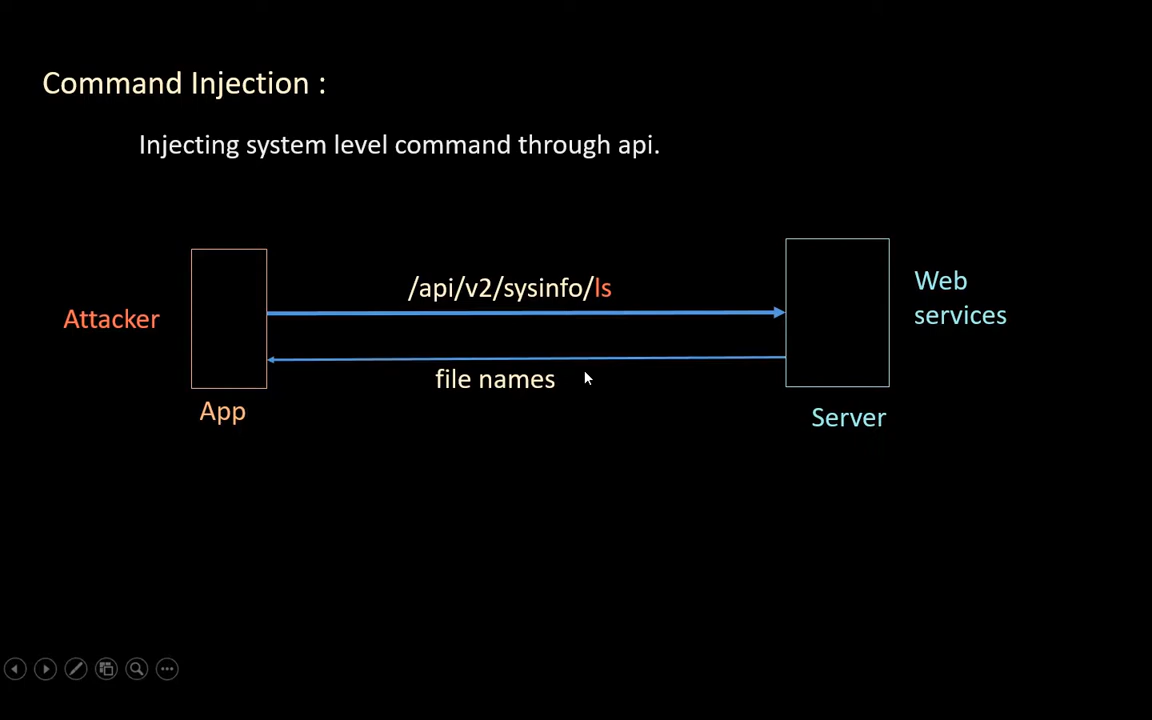 Command Injection :
Injecting system level command through api.
/api/v2/sysinfo/ls
Attacker
Web
services
file names
App
Server